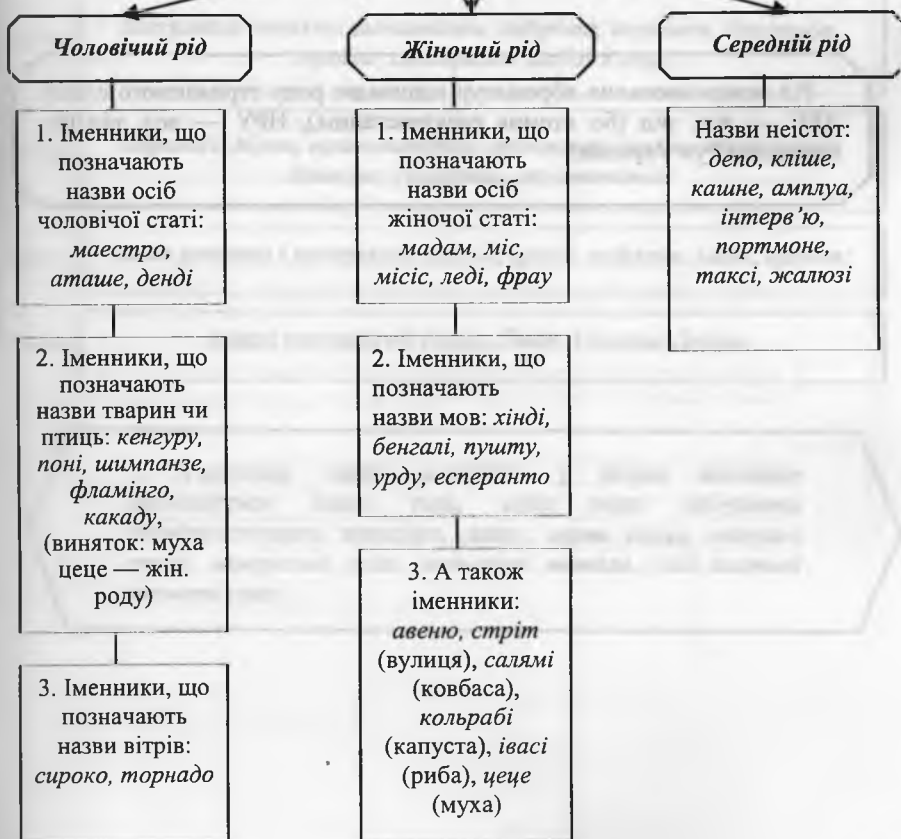 Чоловічий рід
Жіночий рід
Середній рід
1. Іменники, що
позначають
назви осіб
чоловічої статі:
маестро,
аташе, денді
2. Іменники, що
позначають
назви тварин чи
птиць: кенгуру,
поні, шимпанзе,
фламінго,
какаду,
(виняток: муха
цеце — жін.
роду)
3. Іменники, що
позначають
назви вітрів:
сироко, торнадо
1. Іменники, що
позначають
назви осіб
жіночої статі:
мадам, міс,
місіс, леді, фрау
2. Іменники, що
позначають
назви мов: хінді,
бенгалі, пушту,
урду, есперанто
3. А також
іменники:
авеню, стріт
(вулиця), салямі
(ковбаса),
кольрабі
(капуста), івасі
(риба), цеце
(муха)
Назви неістот:
депо, кліше,
кашне, амплуа,
інтерв’ю,
портмоне,
таксі, жалюзі